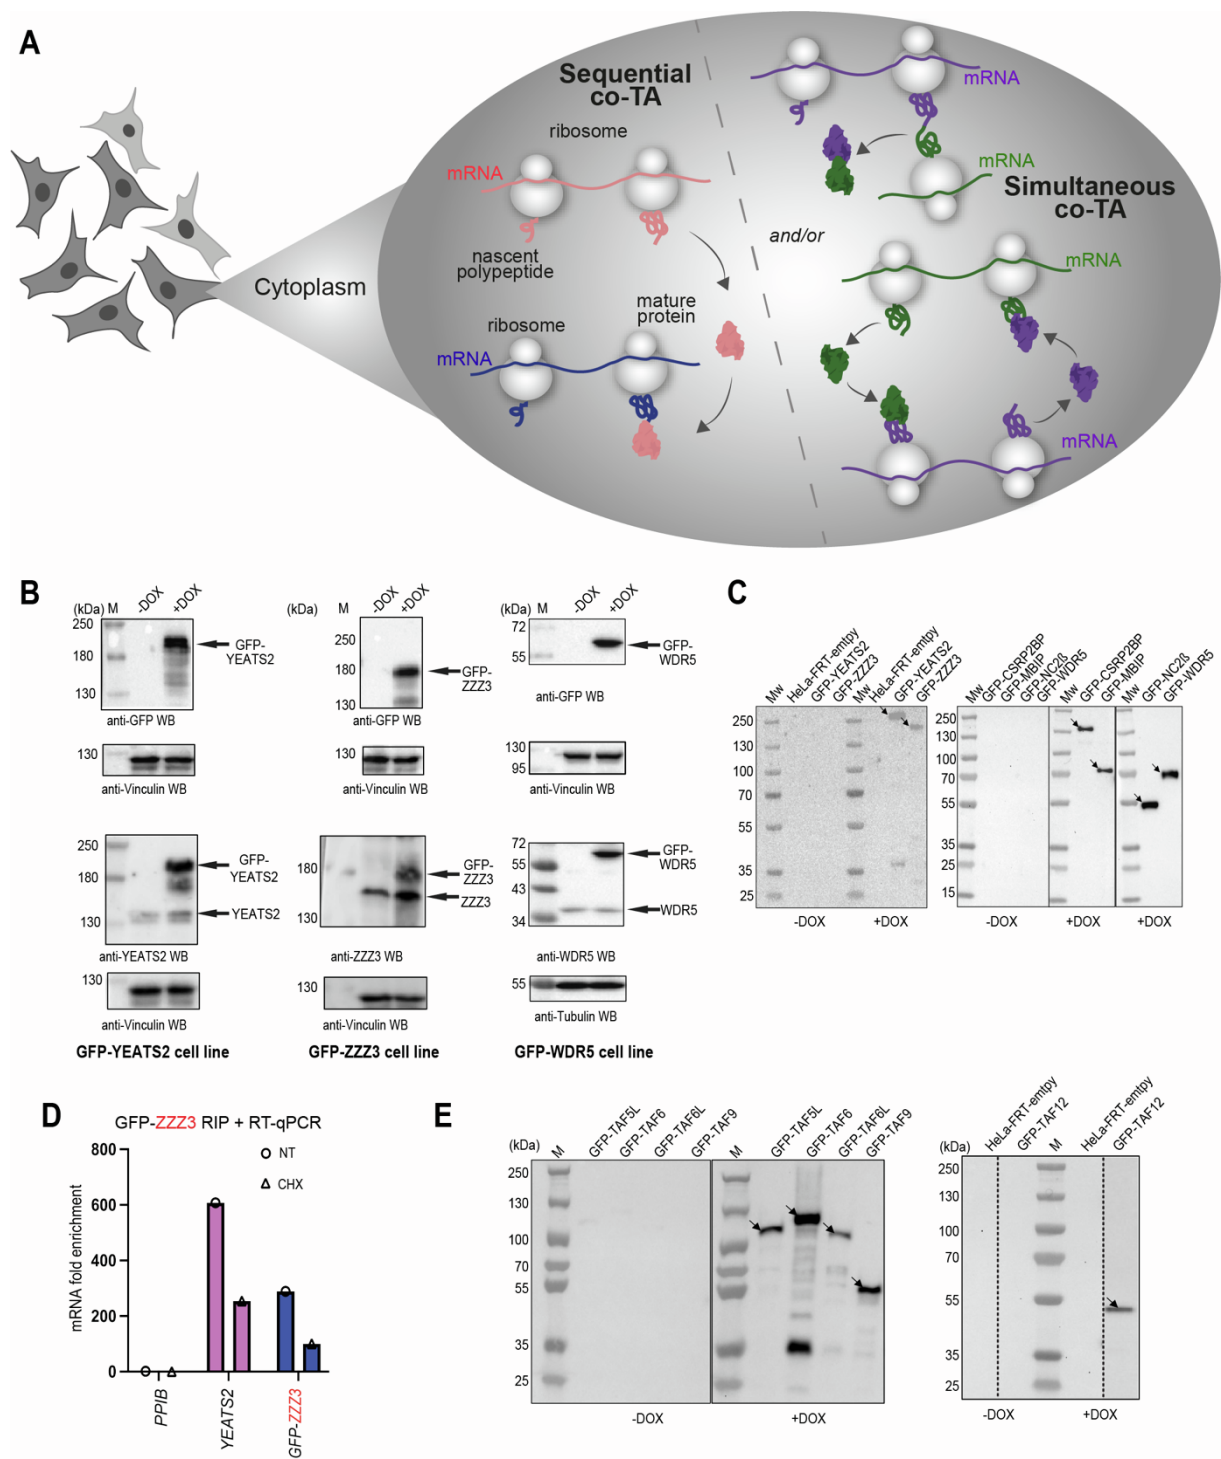 A
Sequential
co-TA
ribosome
mRNA
nascent
polypeptide
Cytoplasm
mature
protein
ribosome
mRNA
and/or
mRNA
mRNA
Simultaneous
co-TA
mRNA
mRNA
B
(kDa) M -DOX +DOX
250
180
130
GFP-
YEATS2
anti-GFP WB
130
anti-Vinculin WB
250
180
130
GFP-
YEATS2
YEATS2
anti-YEATS2 WB
130
anti-Vinculin WB
GFP-YEATS2 cell line
(kDa) M -DOX +DOX
250
180
130
GFP-
ZZZ3
anti-GFP WB
130
anti-Vinculin WB
180
130
GFP-
ZZZ3
ZZZ3
anti-ZZZ3 WB
130
anti-Vinculin WB
GFP-ZZZ3 cell line
(kDa) M -DOX +DOX
72
55
GFP-
WDR5
anti-GFP WB
130
95
anti-Vinculin WB
72
55
43
34
GFP-
WDR5
WDR5
anti-WDR5 WB
55
anti-Tubulin WB
GFP-WDR5 cell line
C
Mw HeLa-FRT-emtpy GFP-YEATS2 GFP-ZZZ3 Mw HeLa-FRT-emtpy GFP-YEATS2 GFP-ZZZ3
250
130
100
70
55
35
25
-DOX +DOX
Mw GFP-CSRP2BP GFP-MBIP GFP-NC2ß GFP-WDR5 Mw GFP-CSRP2BP GFP-MBIP Mw GFP-NC2ß GFP-WDR5
250
130
100
70
55
35
25
15
-DOX +DOX +DOX
D
GFP-ZZZ3 RIP + RT-qPCR
mRNA fold enrichment
800
600
400
200
0
NT
CHX
PPIB YEATS2 GFP-ZZZ3
E
(kDa) M GFP-TAF5L GFP-TAF6 GFP-TAF6L GFP-TAF9 M GFP-TAF5L GFP-TAF6 GFP-TAF6L GFP-TAF9
250
130
100
70
55
35
25
-DOX +DOX
(kDa) HeLa-FRT-emtpy GFP-TAF12 M HeLa-FRT-emtpy GFP-TAF12
250
130
100
70
55
35
25
-DOX +DOX